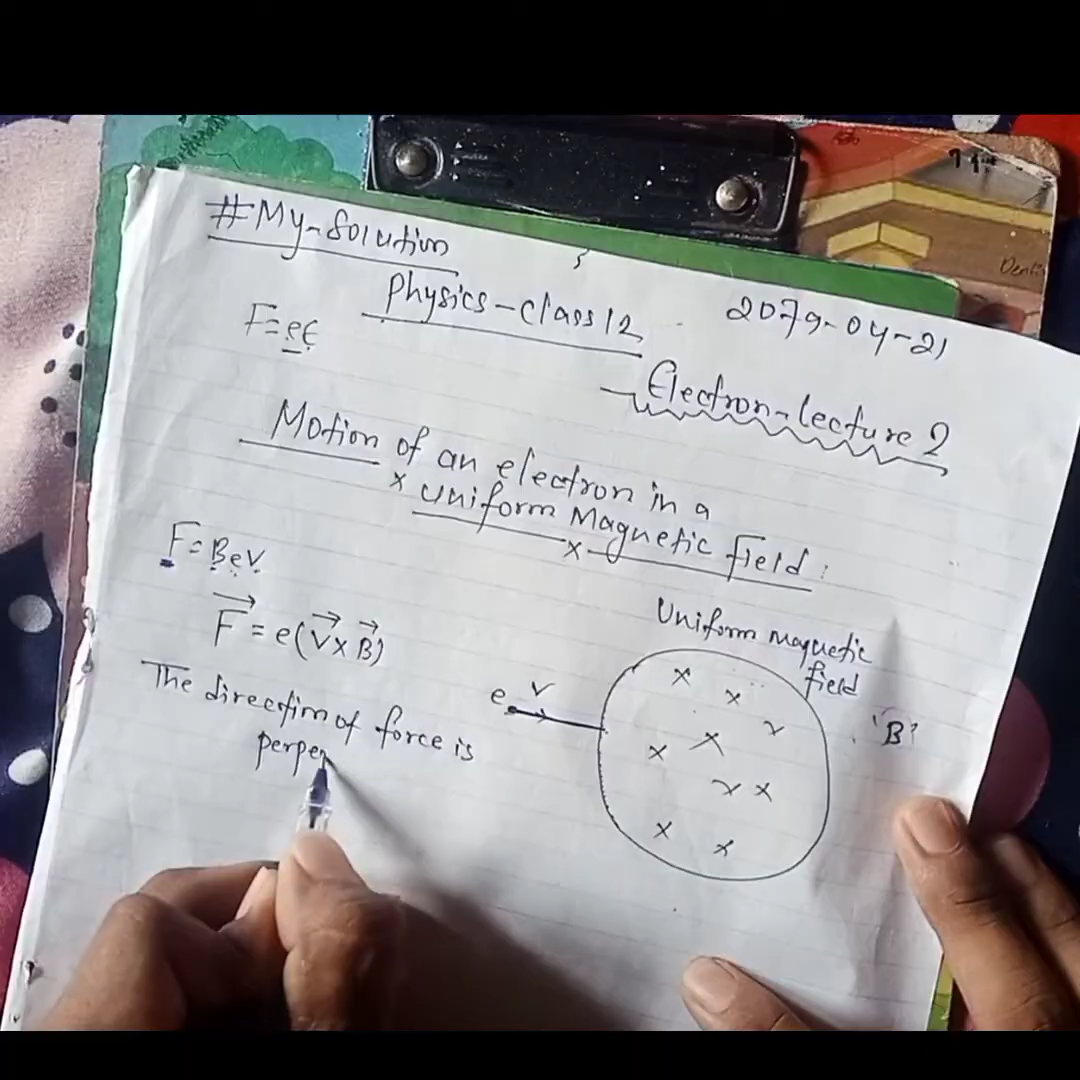 #My-Solution
Physics-class 12
2079-04-21
F=eE
Electron-lecture 2
Motion of an electron in a
Uniform Magnetic Field:
F=BeV
F = e(V×B)
Uniform magnetic
field
'B'
The direction of force is
perpen
e V
x x
x
x
x
x
x